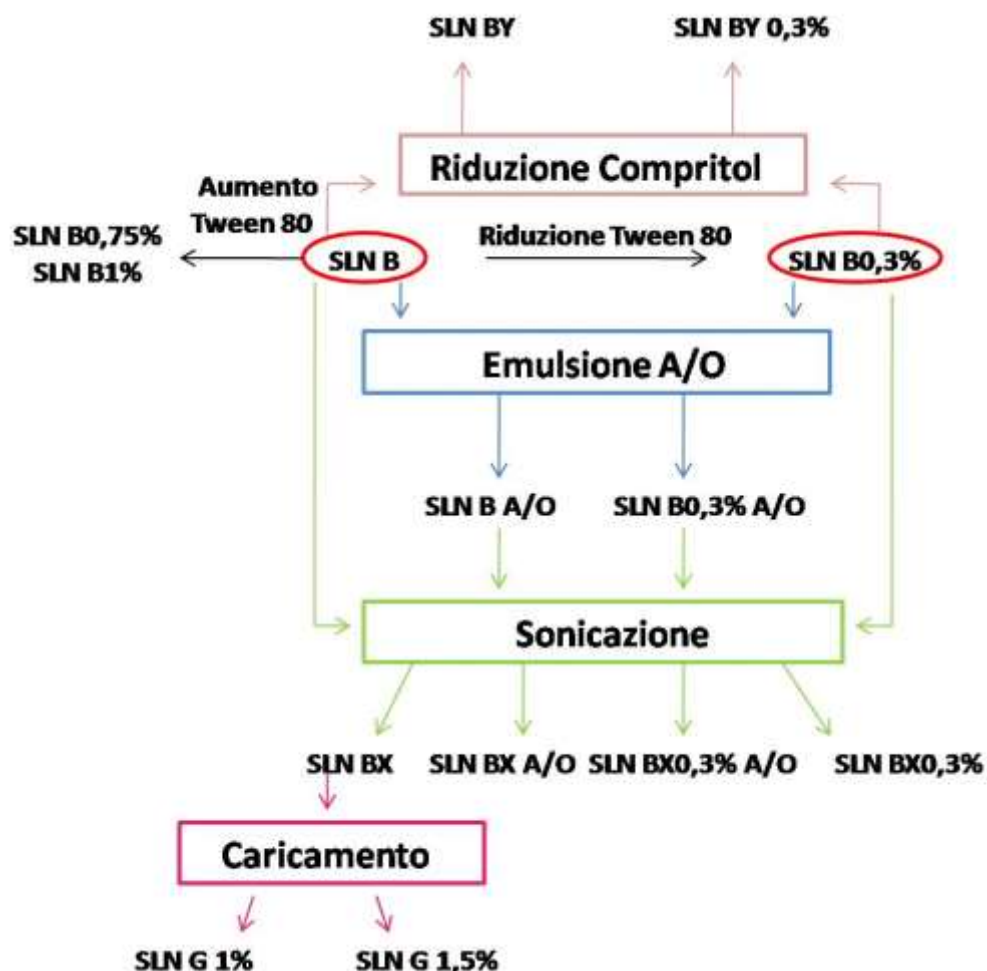 SLN BY SLN BY 0,3%
Riduzione Compritol
Aumento
Tween 80
SLN B0,75%
SLN B1%
SLN B
Riduzione Tween 80
SLN B0,3%
Emulsione A/O
SLN B A/O SLN B0,3% A/O
Sonicazione
SLN BX SLN BX A/O SLN BX0,3% A/O SLN BX0,3%
Caricamento
SLN G 1% SLN G 1,5%